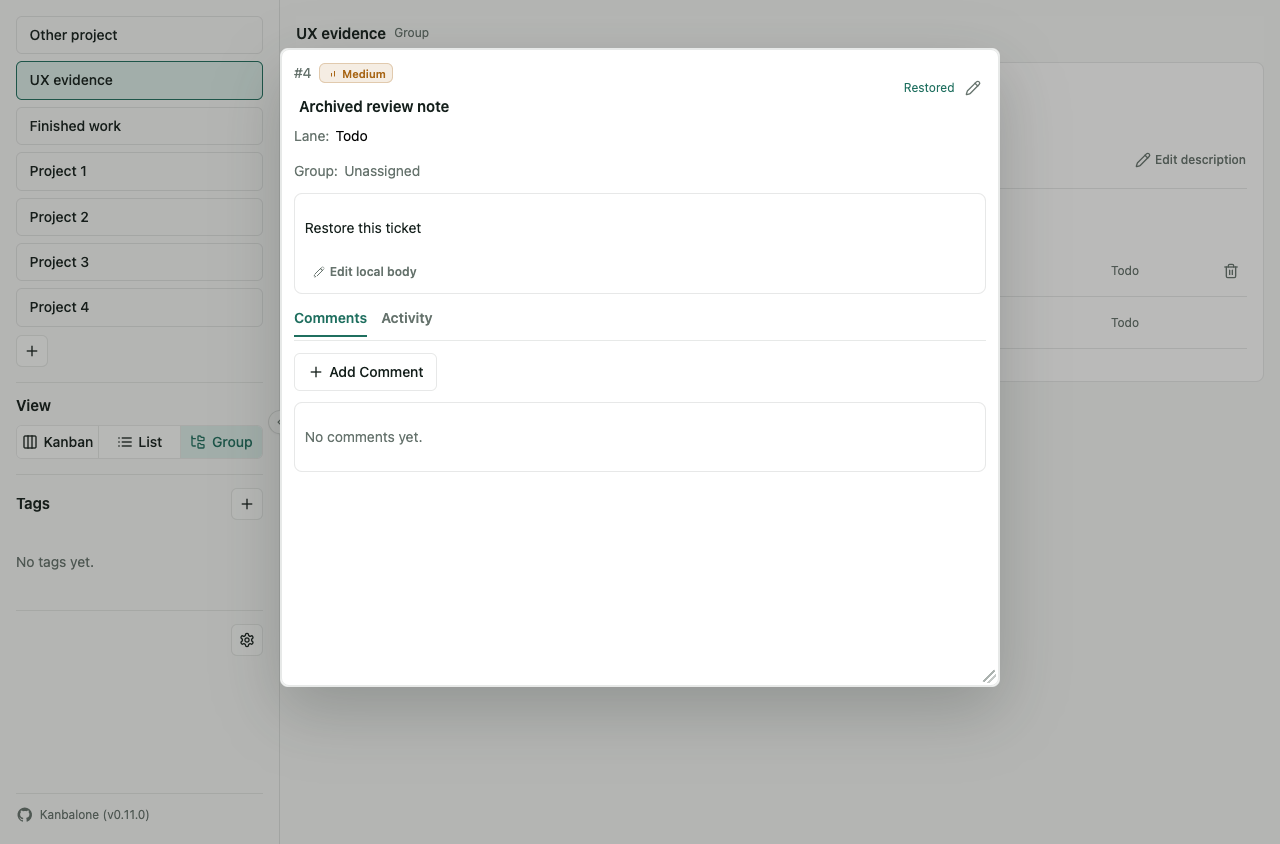 Other project
UX evidence
Finished work
Project 1
Project 2
Project 3
Project 4
View
Kanban
List
Group
Tags
No tags yet.
Kanbalone (v0.11.0)
UX evidence Group
Edit description
Todo
Todo
#4 Medium
Restored
Archived review note
Lane: Todo
Group: Unassigned
Restore this ticket
Edit local body
Comments Activity
Add Comment
No comments yet.